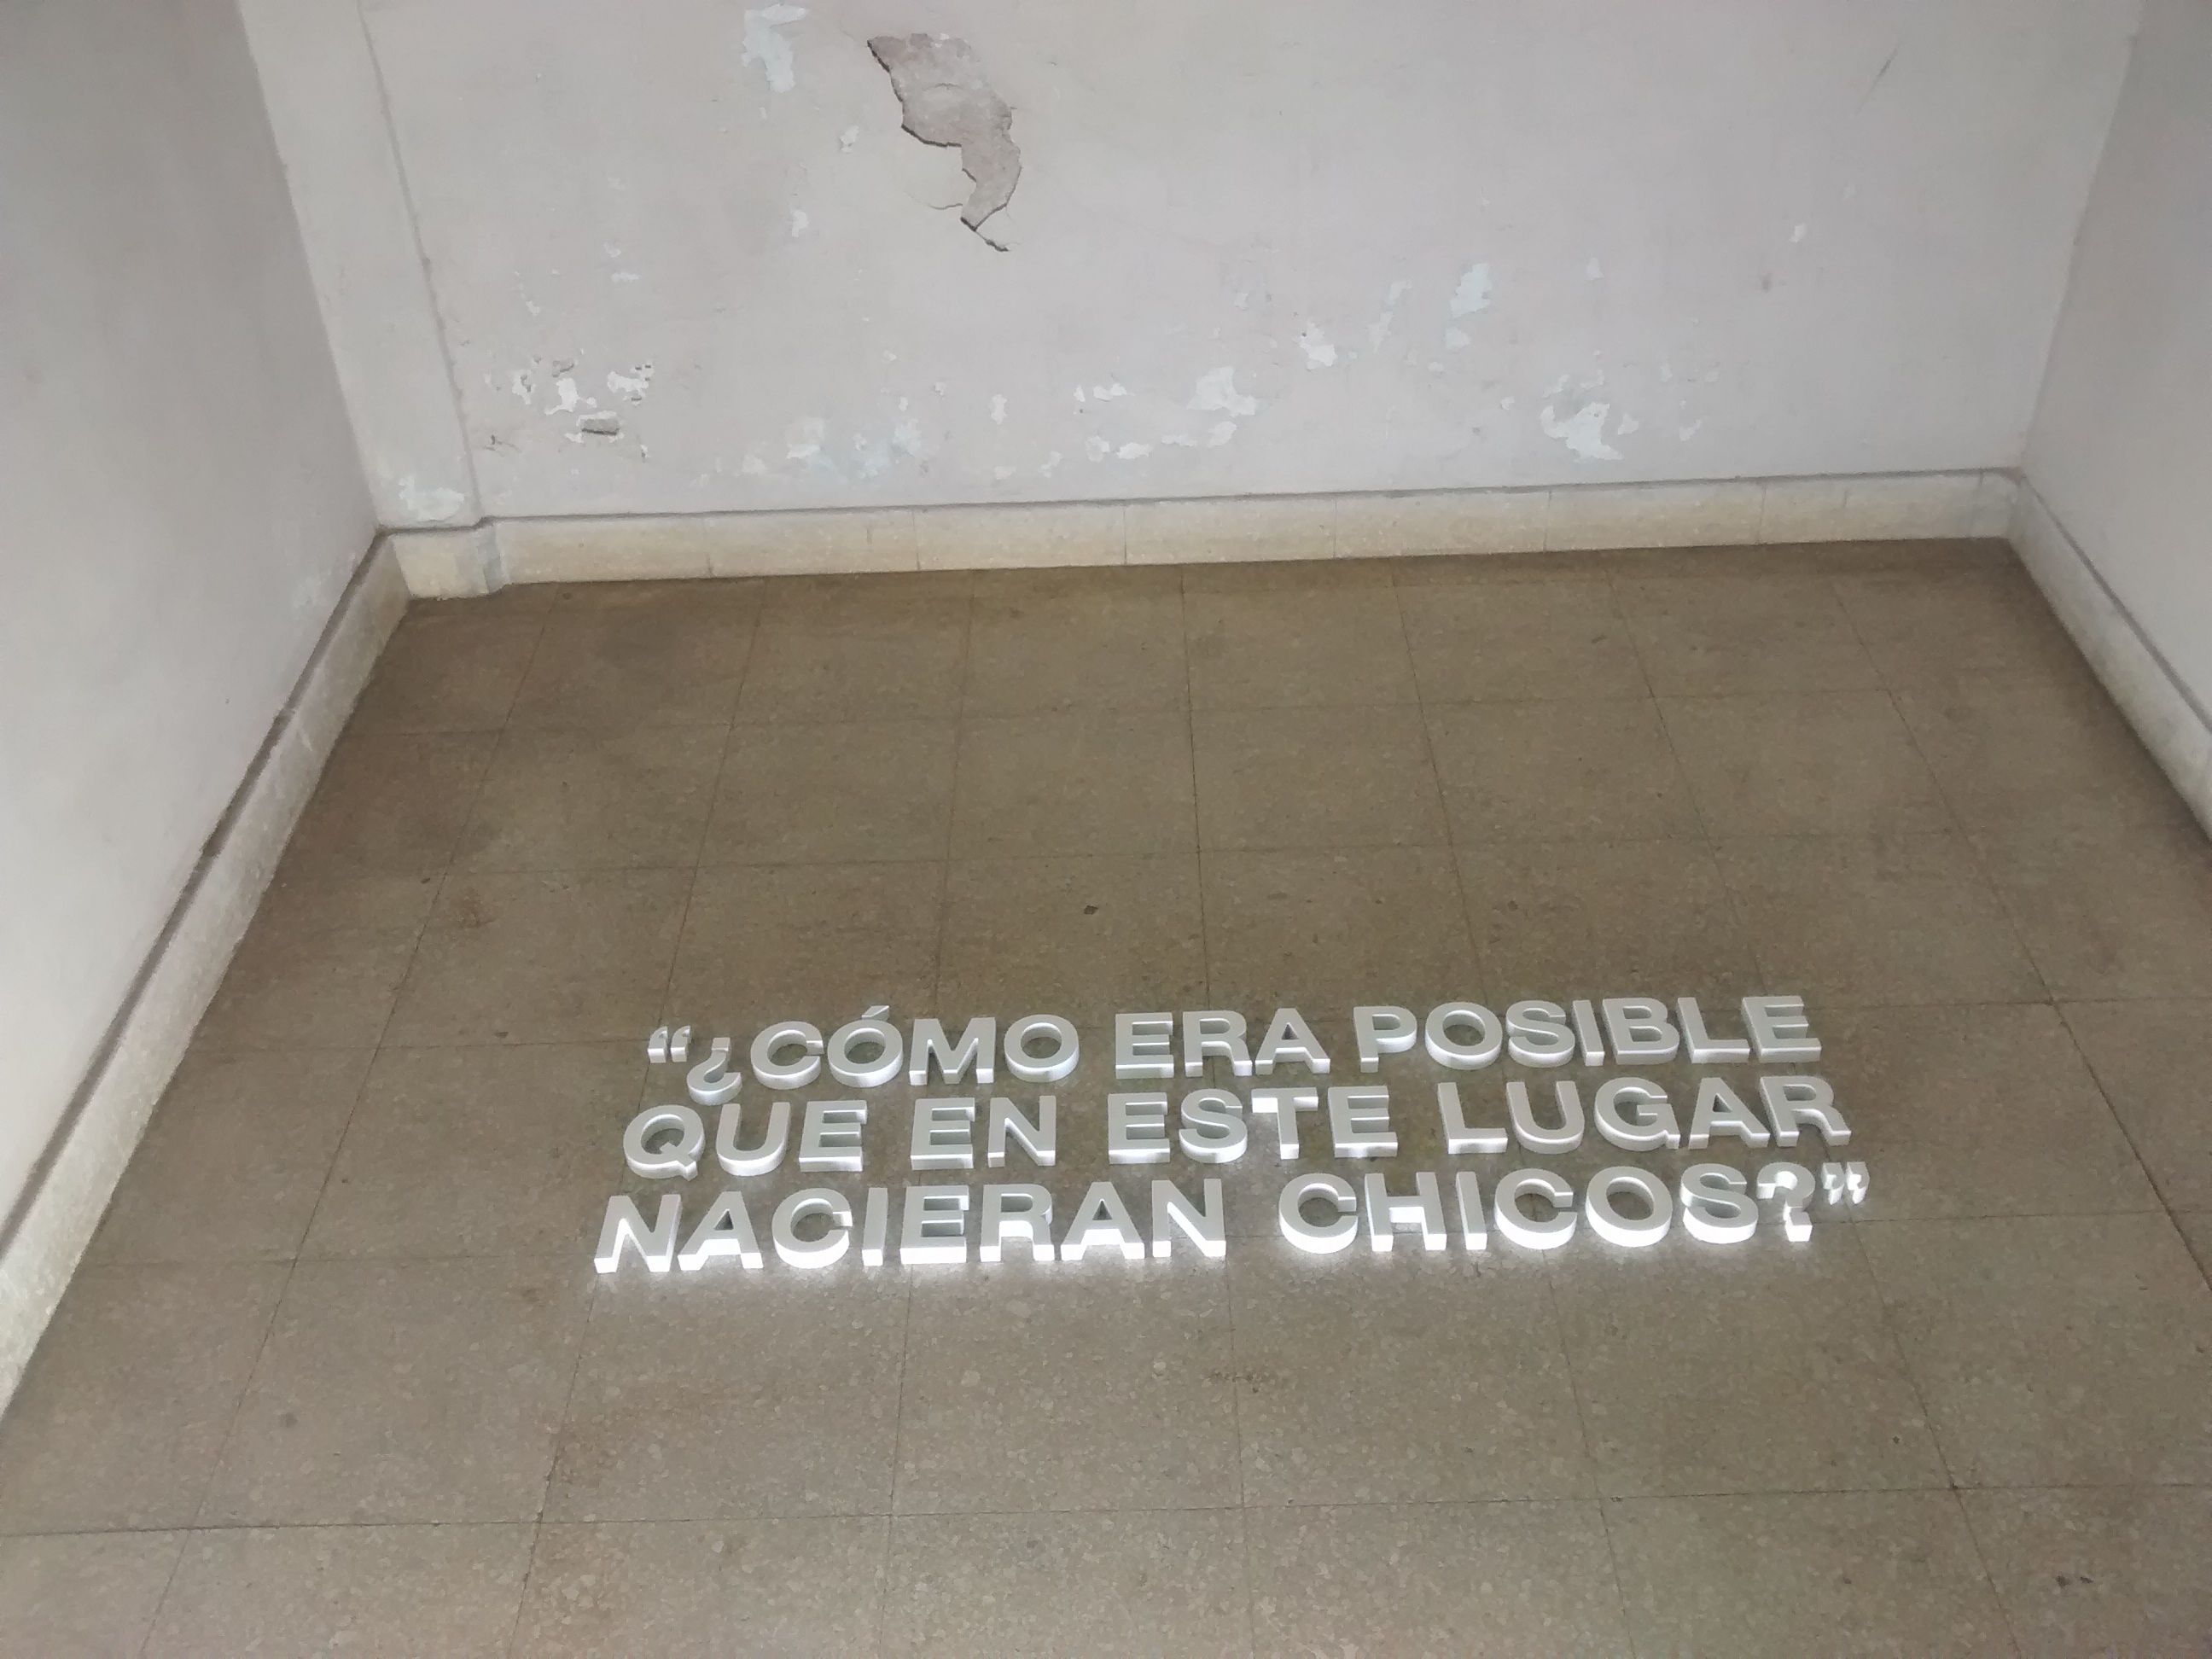 “¿CÓMO ERA POSIBLE
QUE EN ESTE LUGAR
NACIERAN CHICOS?”